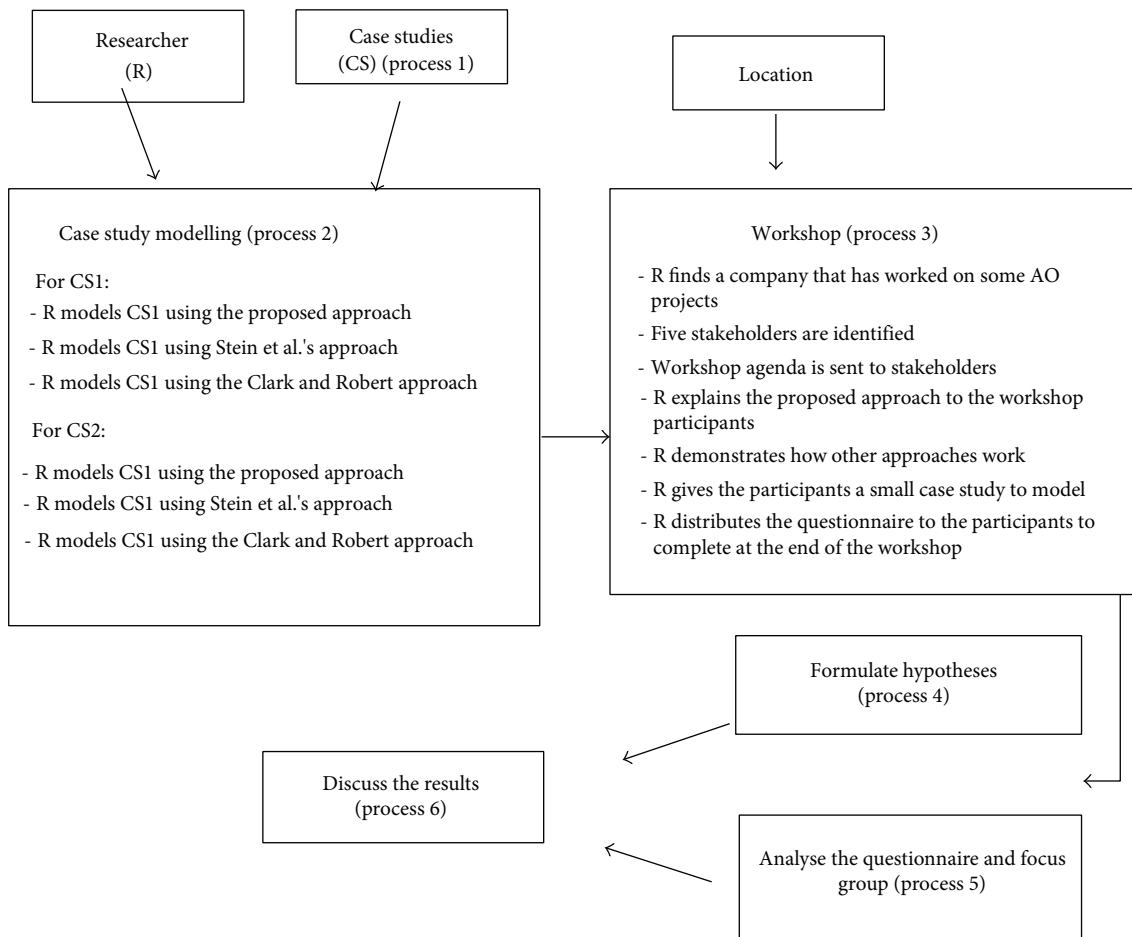 Researcher
(R)
Case studies
(CS) (process 1)
Location
Case study modelling (process 2)
For CS1:
- R models CS1 using the proposed approach
- R models CS1 using Stein et al.'s approach
- R models CS1 using the Clark and Robert approach
For CS2:
- R models CS1 using the proposed approach
- R models CS1 using Stein et al.'s approach
- R models CS1 using the Clark and Robert approach
Workshop (process 3)
- R finds a company that has worked on some AO
projects
- Five stakeholders are identified
- Workshop agenda is sent to stakeholders
- R explains the proposed approach to the workshop
participants
- R demonstrates how other approaches work
- R gives the participants a small case study to model
- R distributes the questionnaire to the participants to
complete at the end of the workshop
Formulate hypotheses
(process 4)
Discuss the results
(process 6)
Analyse the questionnaire and focus
group (process 5)